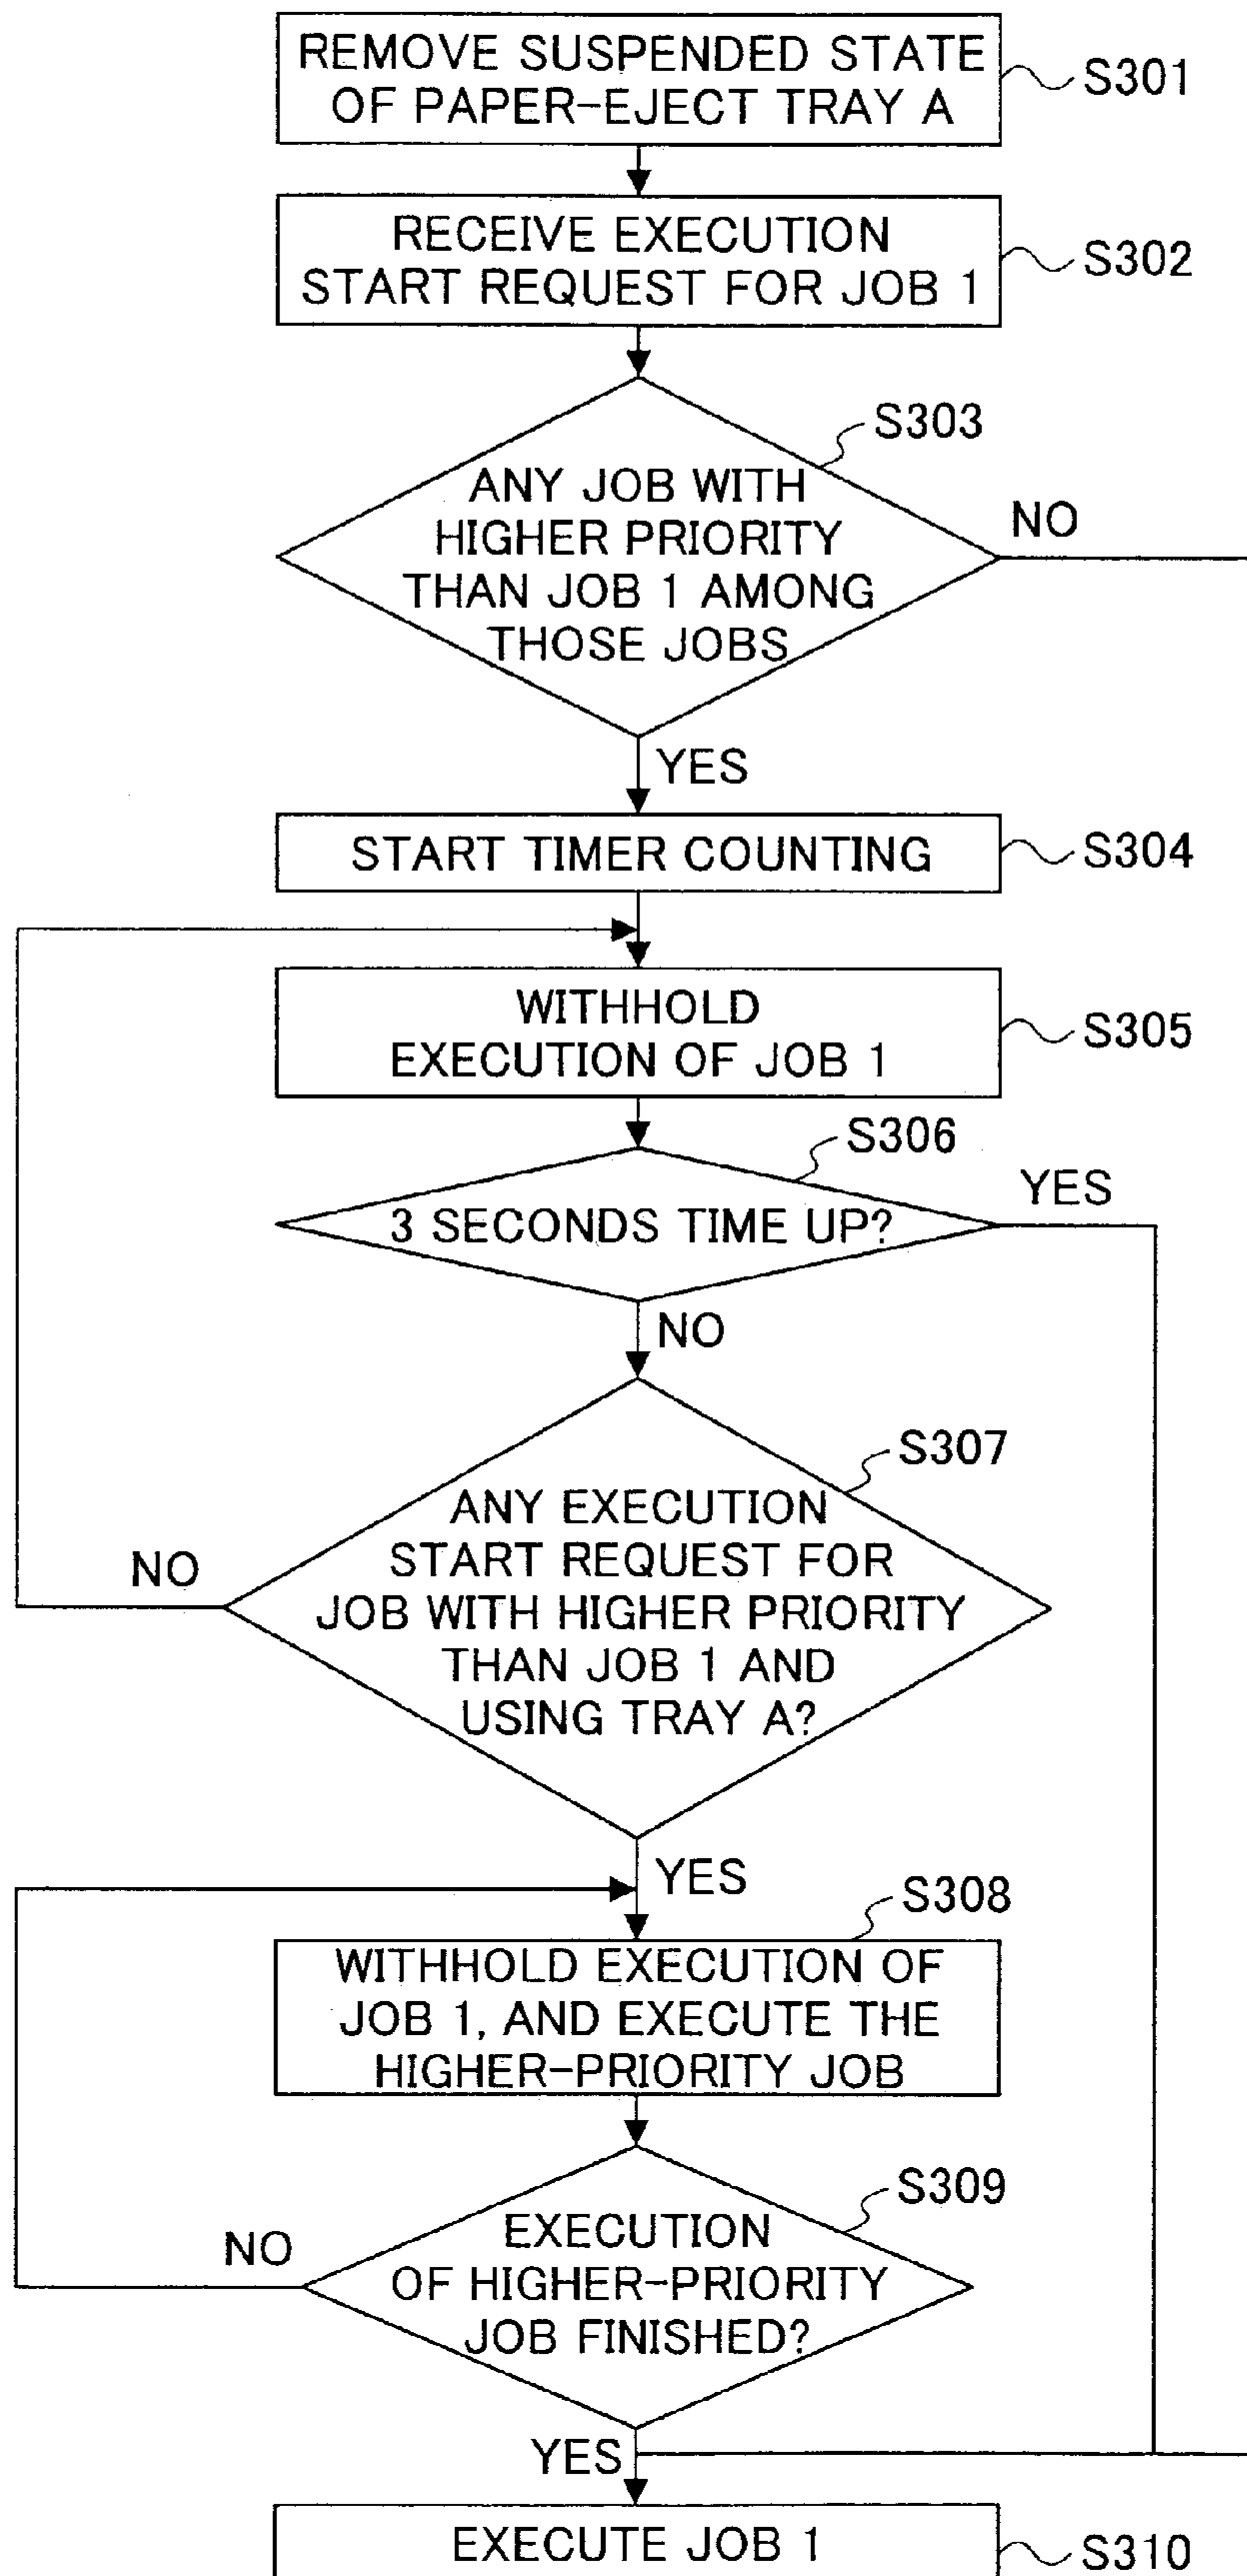 REMOVE SUSPENDED STATE
OF PAPER-EJECT TRAY A
S301
RECEIVE EXECUTION
START REQUEST FOR JOB 1
S302
S303
ANY JOB WITH
HIGHER PRIORITY
THAN JOB 1 AMONG
THOSE JOBS
NO
YES
START TIMER COUNTING
S304
WITHHOLD
EXECUTION OF JOB 1
S305
S306
YES
3 SECONDS TIME UP?
NO
S307
ANY EXECUTION
START REQUEST FOR
JOB WITH HIGHER PRIORITY
THAN JOB 1 AND
USING TRAY A?
NO
YES
S308
WITHHOLD EXECUTION OF
JOB 1, AND EXECUTE THE
HIGHER-PRIORITY JOB
S309
EXECUTION
OF HIGHER-PRIORITY
JOB FINISHED?
NO
YES
EXECUTE JOB 1
S310